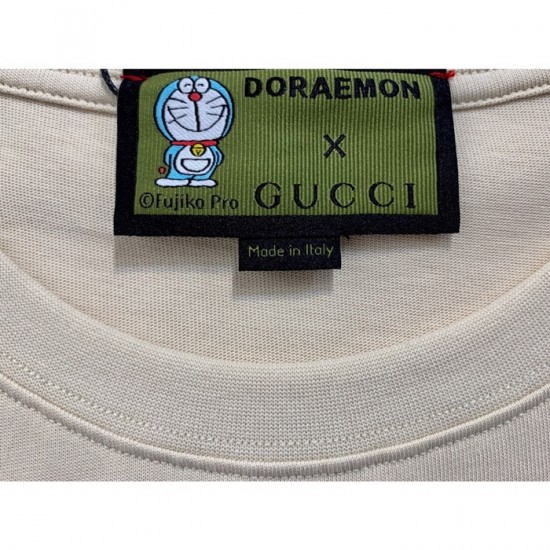 DORAEMON
X
©Fujiko Pro GUCCI
Made in Italy